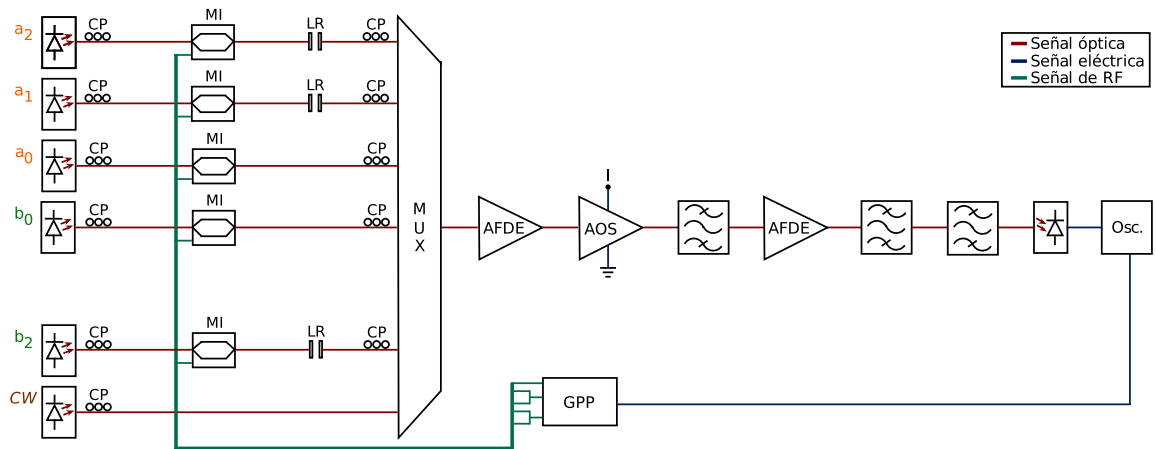 a2 CP MI LR CP
a1 CP MI LR CP
a0 CP MI CP
b0 CP MI CP
b2 CP MI LR CP
CW CP
M
U
X
AFDE
I
AOS
AFDE
Osc.
GPP
Señal óptica
Señal eléctrica
Señal de RF